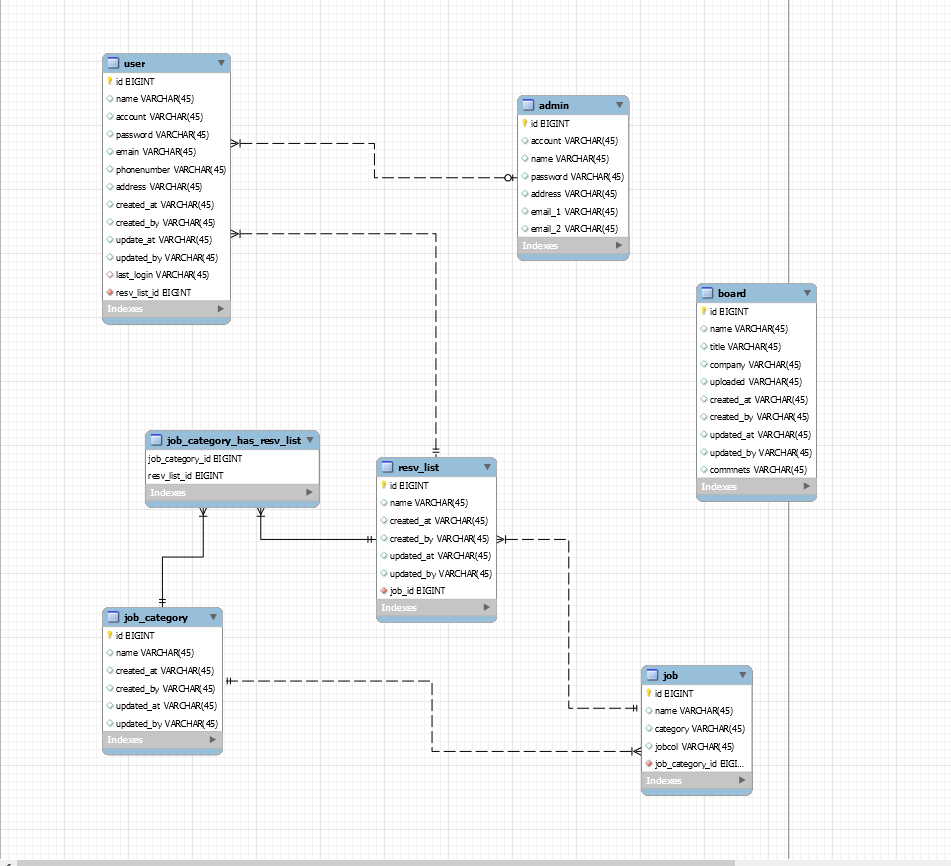 user
id BIGINT
name VARCHAR(45)
account VARCHAR(45)
password VARCHAR(45)
emain VARCHAR(45)
phonenumber VARCHAR(45)
address VARCHAR(45)
created_at VARCHAR(45)
created_by VARCHAR(45)
update_at VARCHAR(45)
updated_by VARCHAR(45)
last_login VARCHAR(45)
resv_list_id BIGINT
Indexes
admin
id BIGINT
account VARCHAR(45)
name VARCHAR(45)
password VARCHAR(45)
address VARCHAR(45)
email_1 VARCHAR(45)
email_2 VARCHAR(45)
Indexes
board
id BIGINT
name VARCHAR(45)
title VARCHAR(45)
company VARCHAR(45)
uploaded VARCHAR(45)
created_at VARCHAR(45)
created_by VARCHAR(45)
updated_at VARCHAR(45)
updated_by VARCHAR(45)
commnets VARCHAR(45)
Indexes
job_category_has_resv_list
job_category_id BIGINT
resv_list_id BIGINT
Indexes
resv_list
id BIGINT
name VARCHAR(45)
created_at VARCHAR(45)
created_by VARCHAR(45)
updated_at VARCHAR(45)
updated_by VARCHAR(45)
job_id BIGINT
Indexes
job_category
id BIGINT
name VARCHAR(45)
created_at VARCHAR(45)
created_by VARCHAR(45)
updated_at VARCHAR(45)
updated_by VARCHAR(45)
Indexes
job
id BIGINT
name VARCHAR(45)
category VARCHAR(45)
jobcol VARCHAR(45)
job_category_id BIGI...
Indexes